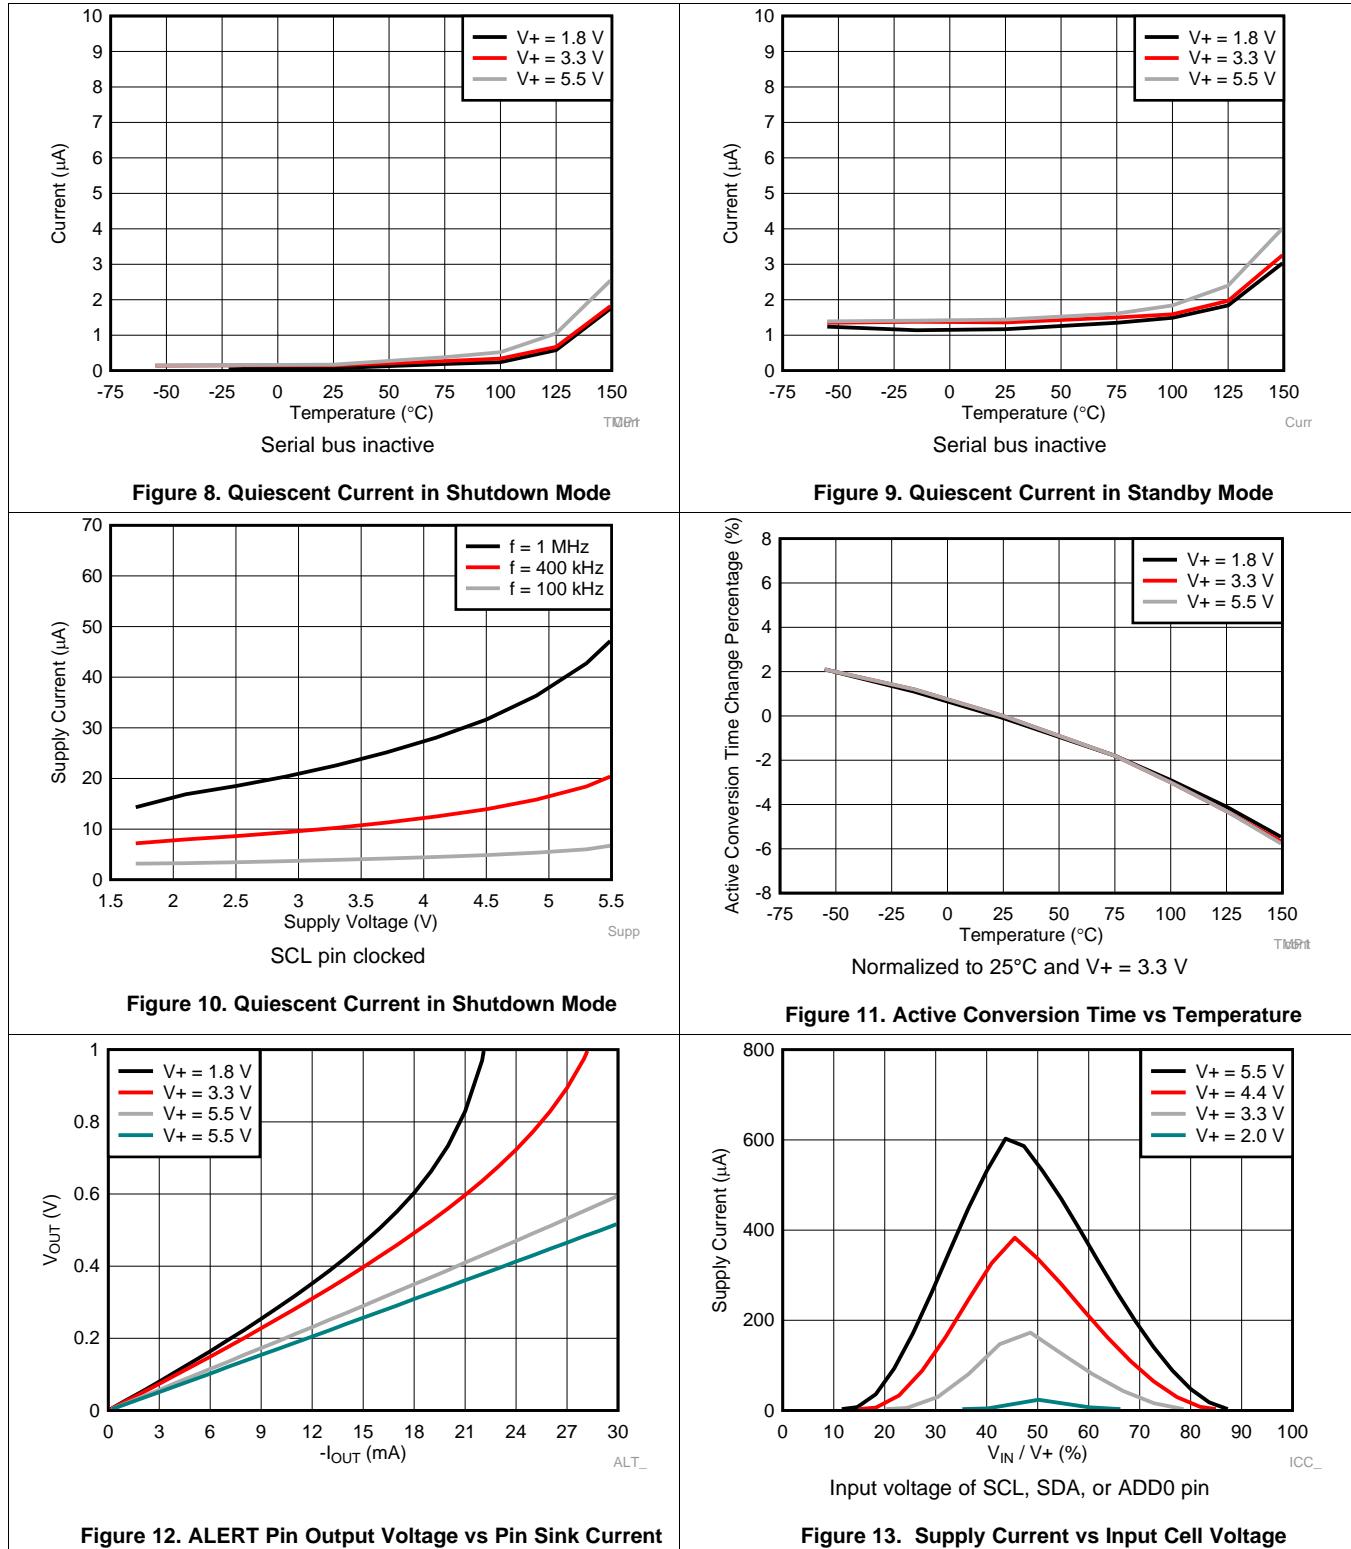 10
9
8
7
6
5
4
3
2
1
0
Current (μA)
V+ = 1.8 V
V+ = 3.3 V
V+ = 5.5 V
-75 -50 -25 0 25 50 75 100 125 150
Temperature (°C)
Serial bus inactive
Figure 8. Quiescent Current in Shutdown Mode
10
9
8
7
6
5
4
3
2
1
0
Current (μA)
V+ = 1.8 V
V+ = 3.3 V
V+ = 5.5 V
-75 -50 -25 0 25 50 75 100 125 150
Temperature (°C)
Curr
Serial bus inactive
Figure 9. Quiescent Current in Standby Mode
70
60
50
40
30
20
10
0
Supply Current (μA)
f = 1 MHz
f = 400 kHz
f = 100 kHz
1.5 2 2.5 3 3.5 4 4.5 5 5.5
Supply Voltage (V)
Supp
SCL pin clocked
Figure 10. Quiescent Current in Shutdown Mode
8
6
4
2
0
-2
-4
-6
-8
Active Conversion Time Change Percentage (%)
V+ = 1.8 V
V+ = 3.3 V
V+ = 5.5 V
-75 -50 -25 0 25 50 75 100 125 150
Temperature (°C)
Normalized to 25°C and V+ = 3.3 V
Figure 11. Active Conversion Time vs Temperature
1
0.8
0.6
0.4
0.2
0
VOUT (V)
V+ = 1.8 V
V+ = 3.3 V
V+ = 5.5 V
V+ = 5.5 V
0 3 6 9 12 15 18 21 24 27 30
-IOUT (mA)
ALT_
Figure 12. ALERT Pin Output Voltage vs Pin Sink Current
800
600
400
200
0
Supply Current (μA)
V+ = 5.5 V
V+ = 4.4 V
V+ = 3.3 V
V+ = 2.0 V
0 10 20 30 40 50 60 70 80 90 100
VIN / V+ (%)
ICC_
Input voltage of SCL, SDA, or ADD0 pin
Figure 13. Supply Current vs Input Cell Voltage